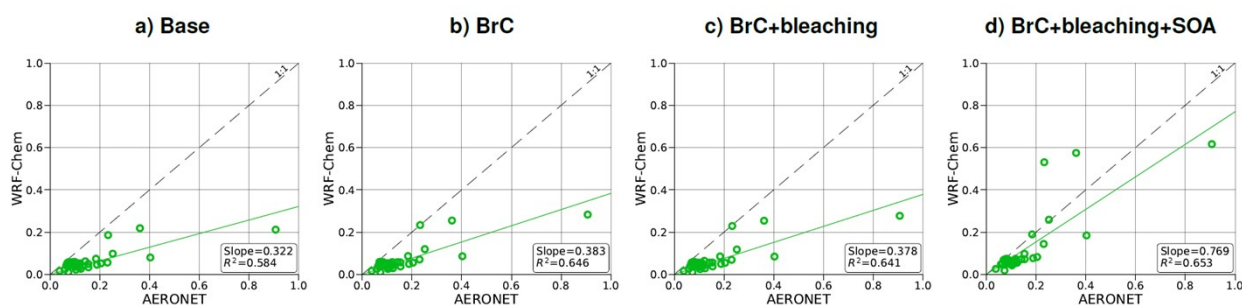 a) Base
b) BrC
c) BrC+bleaching
d) BrC+bleaching+SOA
1.0
0.8
0.6
0.4
0.2
0.0
WRF-Chem
1:1
Slope=0.322
R²=0.584
0.0 0.2 0.4 0.6 0.8 1.0
AERONET
1.0
0.8
0.6
0.4
0.2
0.0
WRF-Chem
1:1
Slope=0.383
R²=0.646
0.0 0.2 0.4 0.6 0.8 1.0
AERONET
1.0
0.8
0.6
0.4
0.2
0.0
WRF-Chem
1:1
Slope=0.378
R²=0.641
0.0 0.2 0.4 0.6 0.8 1.0
AERONET
1.0
0.8
0.6
0.4
0.2
0.0
WRF-Chem
1:1
Slope=0.769
R²=0.653
0.0 0.2 0.4 0.6 0.8 1.0
AERONET